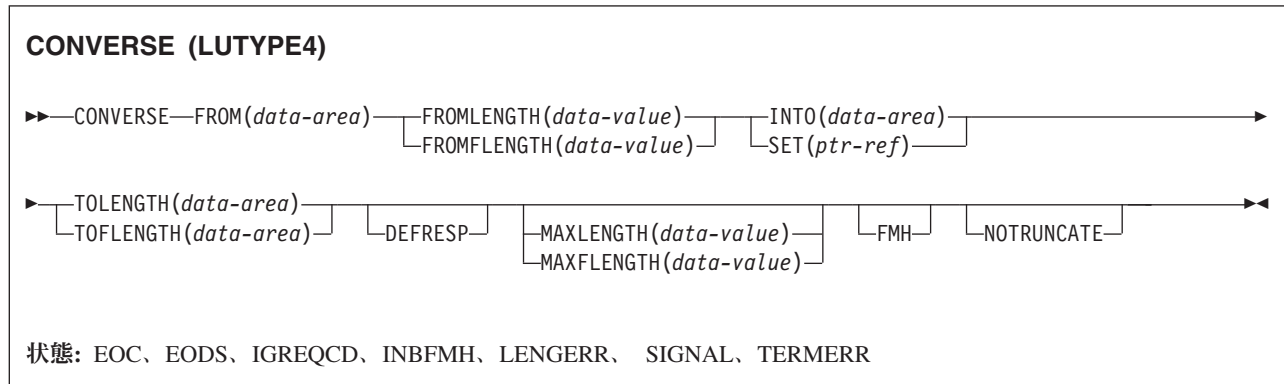 CONVERSE (LUTYPE4)
CONVERSE FROM(data-area) FROMLENGTH(data-value) INTO(data-area)
FROMFLENGTH(data-value) SET(ptr-ref)
TOLENGTH(data-area)
TOFLENGTH(data-area) DEFRESP MAXLENGTH(data-value) FMH NOTRUNCATE
MAXFLENGTH(data-value)
状態: EOC、EODS、IGREQCD、INBFMH、LENGERR、 SIGNAL、TERMERR